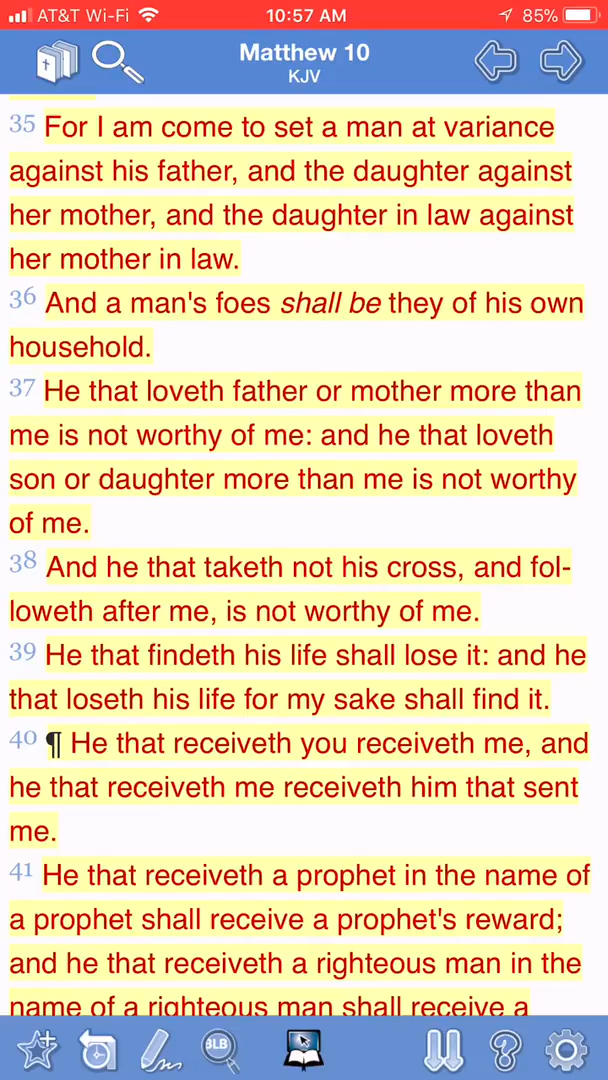 AT&T Wi-Fi 10:57 AM 85%
Matthew 10
KJV
35 For I am come to set a man at variance
against his father, and the daughter against
her mother, and the daughter in law against
her mother in law.
36 And a man's foes shall be they of his own
household.
37 He that loveth father or mother more than
me is not worthy of me: and he that loveth
son or daughter more than me is not worthy
of me.
38 And he that taketh not his cross, and fol-
loweth after me, is not worthy of me.
39 He that findeth his life shall lose it: and he
that loseth his life for my sake shall find it.
40 ¶ He that receiveth you receiveth me, and
he that receiveth me receiveth him that sent
me.
41 He that receiveth a prophet in the name of
a prophet shall receive a prophet's reward;
and he that receiveth a righteous man in the
name of a righteous man shall receive a
BLB